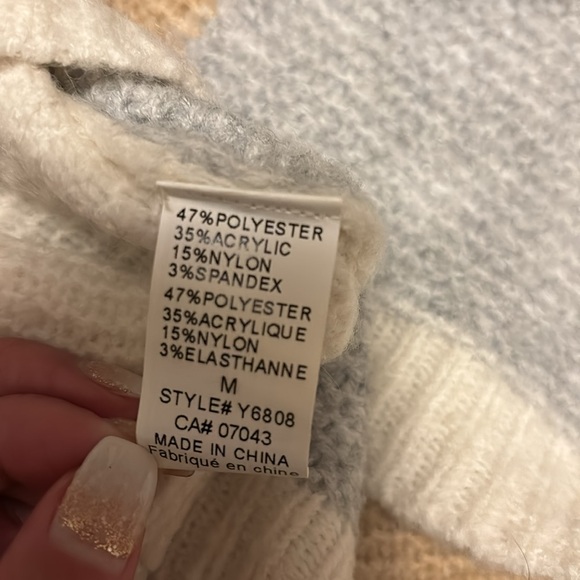 47%POLYESTER
35%ACRYLIC
15%NYLON
3%SPANDEX
47%POLYESTER
35%ACRYLIQUE
15%NYLON
3%ELASTHANNE
M
STYLE# Y6808
CA# 07043
MADE IN CHINA
Fabriqué en chine